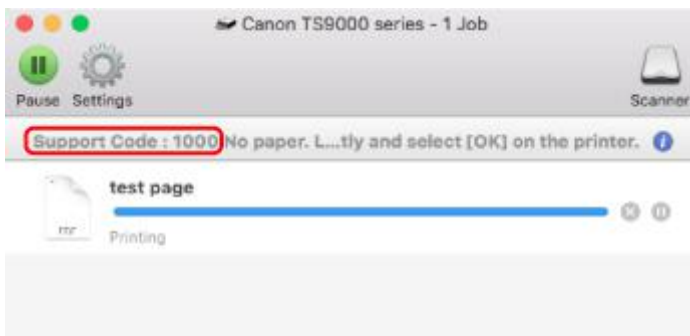 Canon TS9000 series - 1 Job
Pause Settings Scanner
Support Code : 1000 No paper. L...tly and select [OK] on the printer.
test page
Printing